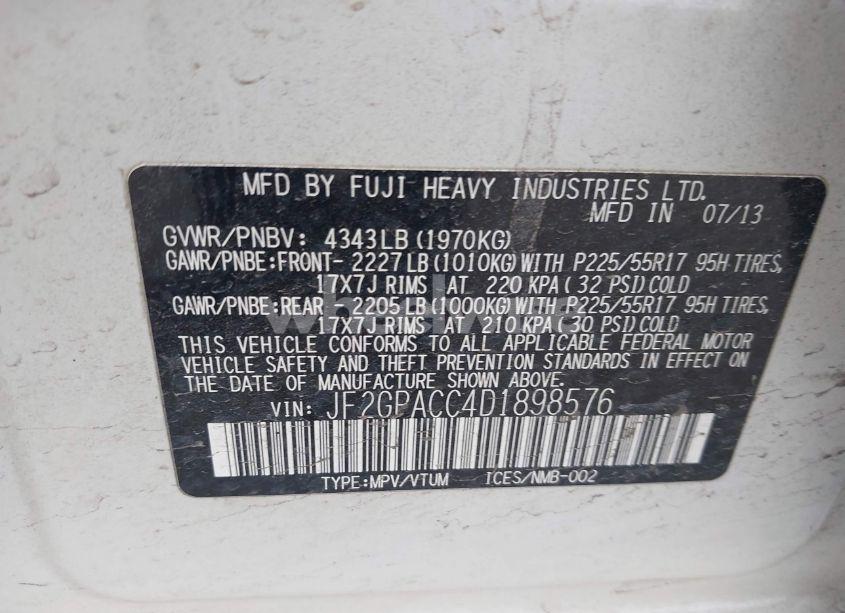 MFD BY FUJI HEAVY INDUSTRIES LTD.
MFD IN 07/13
GVWR/PNBV: 4343LB (1970KG)
GAWR/PNBE:FRONT- 2227LB (1010KG) WITH P225/55R17 95H TIRES,
17X7J RIMS AT 220 KPA ( 32 PSI) COLD
GAWR/PNBE:REAR - 2205LB (1000KG) WITH P225/55R17 95H TIRES,
17X7J RIMS AT 210 KPA (30 PSI) COLD
THIS VEHICLE CONFORMS TO ALL APPLICABLE FEDERAL MOTOR
VEHICLE SAFETY AND THEFT PREVENTION STANDARDS IN EFFECT ON
THE DATE OF MANUFACTURE SHOWN ABOVE.
VIN: JF2GPACC4D1898576
TYPE:MPV/VTUM ICES/NMB-002